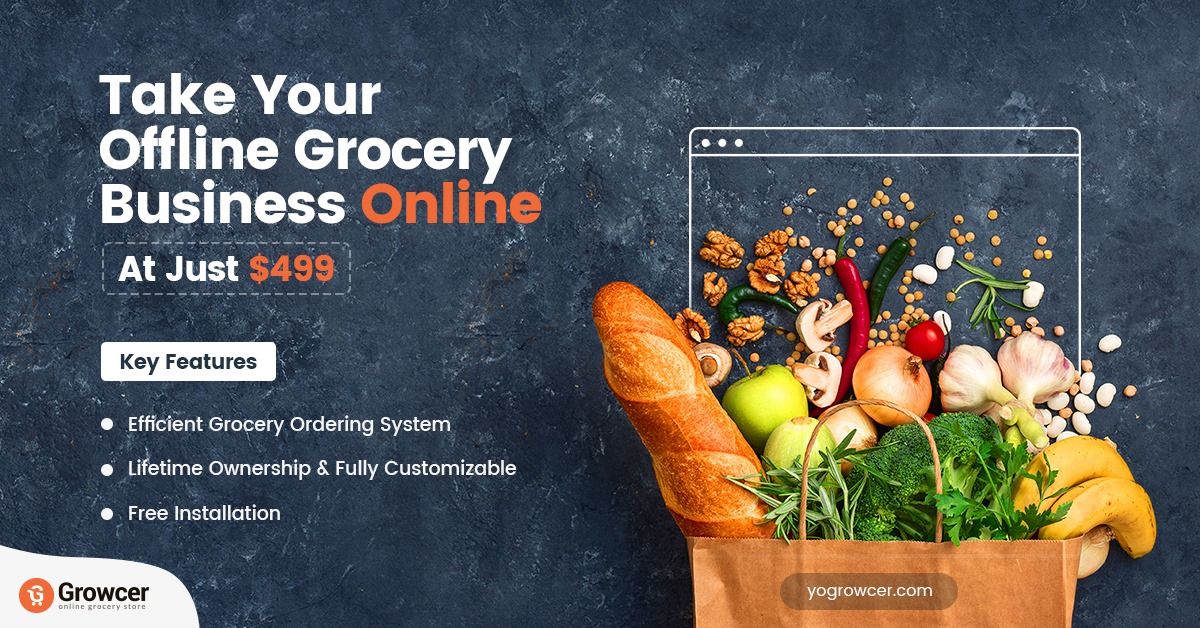 Take Your
Offline Grocery
Business Online
At Just $499
Key Features
Efficient Grocery Ordering System
Lifetime Ownership & Fully Customizable
Free Installation
Growcer
online grocery store
yogrowcer.com